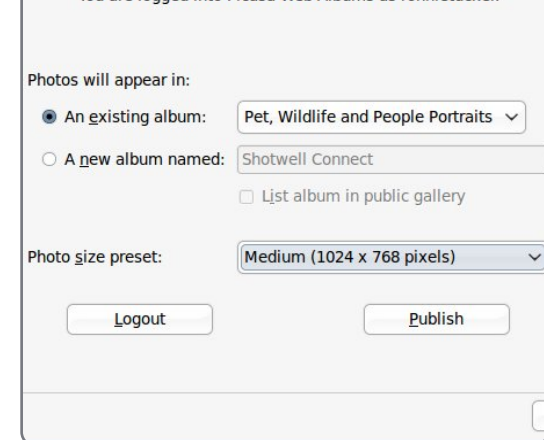 Photos will appear in:
An existing album: Pet, Wildlife and People Portraits
A new album named: Shotwell Connect
List album in public gallery
Photo size preset: Medium (1024 x 768 pixels)
Logout Publish